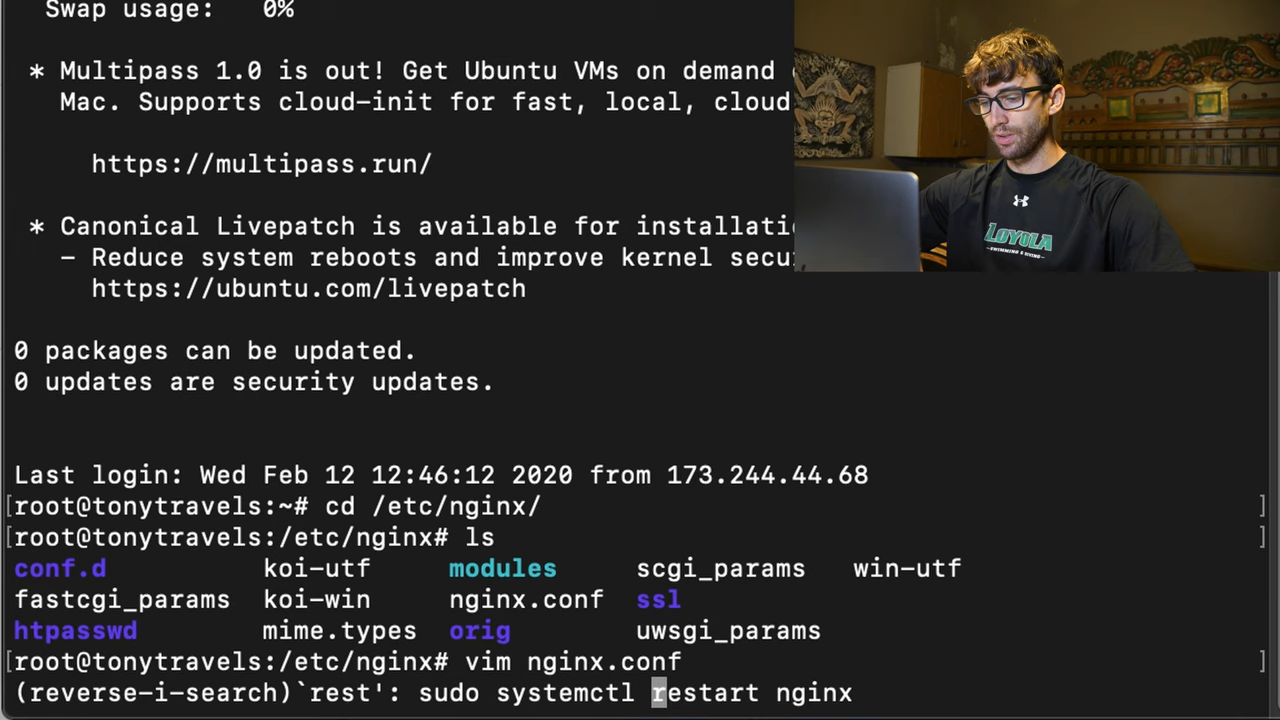 Swap usage:   0%
* Multipass 1.0 is out! Get Ubuntu VMs on demand
Mac. Supports cloud-init for fast, local, cloud
https://multipass.run/
* Canonical Livepatch is available for installati
- Reduce system reboots and improve kernel secu
https://ubuntu.com/livepatch
0 packages can be updated.
0 updates are security updates.
Last login: Wed Feb 12 12:46:12 2020 from 173.244.44.68
[root@tonytravels:~# cd /etc/nginx/ ]
[root@tonytravels:/etc/nginx# ls ]
conf.d koi-utf modules scgi_params win-utf
fastcgi_params koi-win nginx.conf ssl
htpasswd mime.types orig uwsgi_params
[root@tonytravels:/etc/nginx# vim nginx.conf ]
(reverse-i-search)`rest': sudo systemctl restart nginx
LOYOLA
SWIMMING & DIVING